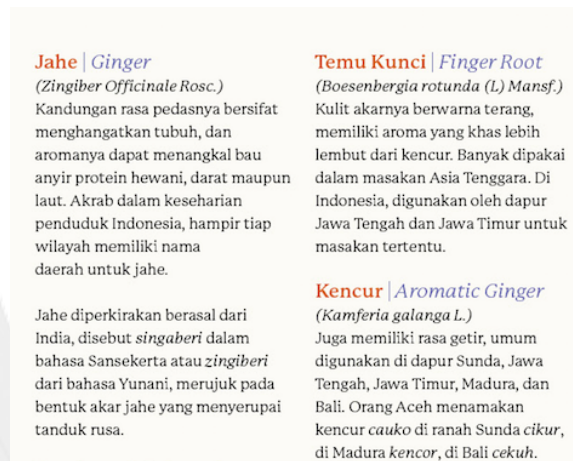 Jahe | Ginger
(Zingiber Officinale Rosc.)
Kandungan rasa pedasnya bersifat
menghangatkan tubuh, dan
aromanya dapat menangkal bau
anyir protein hewani, darat maupun
laut. Akrab dalam keseharian
penduduk Indonesia, hampir tiap
wilayah memiliki nama
daerah untuk jahe.
Jahe diperkirakan berasal dari
India, disebut singaberi dalam
bahasa Sansekerta atau zingiberi
dari bahasa Yunani, merujuk pada
bentuk akar jahe yang menyerupai
tanduk rusa.
Temu Kunci | Finger Root
(Boesenbergia rotunda (L) Mansf.)
Kulit akarnya berwarna terang,
memiliki aroma yang khas lebih
lembut dari kencur. Banyak dipakai
dalam masakan Asia Tenggara. Di
Indonesia, digunakan oleh dapur
Jawa Tengah dan Jawa Timur untuk
masakan tertentu.
Kencur | Aromatic Ginger
(Kamferia galanga L.)
Juga memiliki rasa getir, umum
digunakan di dapur Sunda, Jawa
Tengah, Jawa Timur, Madura, dan
Bali. Orang Aceh menamakan
kencur cauko di ranah Sunda cikur,
di Madura kencor, di Bali cekuh.